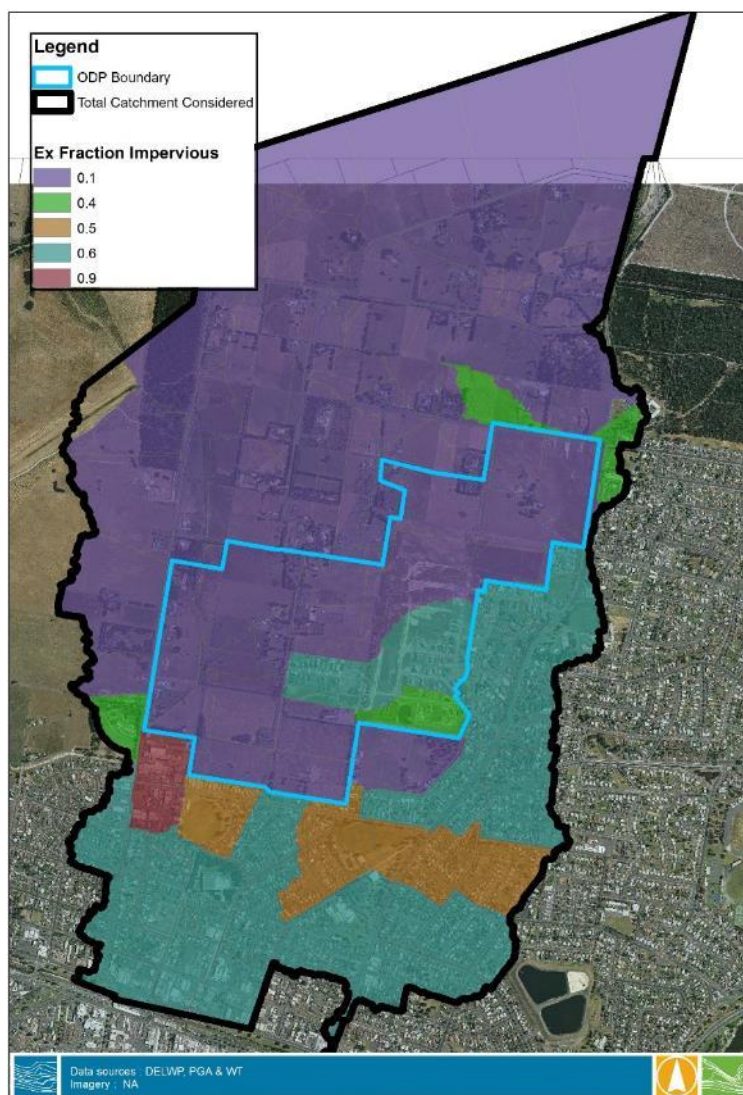 Legend
ODP Boundary
Total Catchment Considered
Ex Fraction Impervious
0.1
0.4
0.5
0.6
0.9
Data sources : DELWP, PGA & WT
Imagery : NA